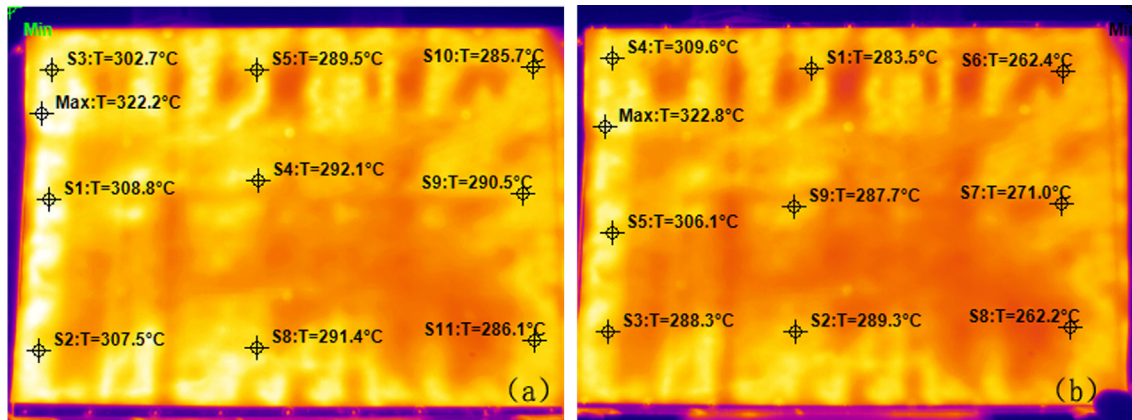 Min
S3:T=302.7°C
S5:T=289.5°C
S10:T=285.7°C
Max:T=322.2°C
S4:T=292.1°C
S1:T=308.8°C
S9:T=290.5°C
S2:T=307.5°C
S8:T=291.4°C
S11:T=286.1°C
(a)
Min
S4:T=309.6°C
S1:T=283.5°C
S6:T=262.4°C
Max:T=322.8°C
S9:T=287.7°C
S7:T=271.0°C
S5:T=306.1°C
S3:T=288.3°C
S2:T=289.3°C
S8:T=262.2°C
(b)